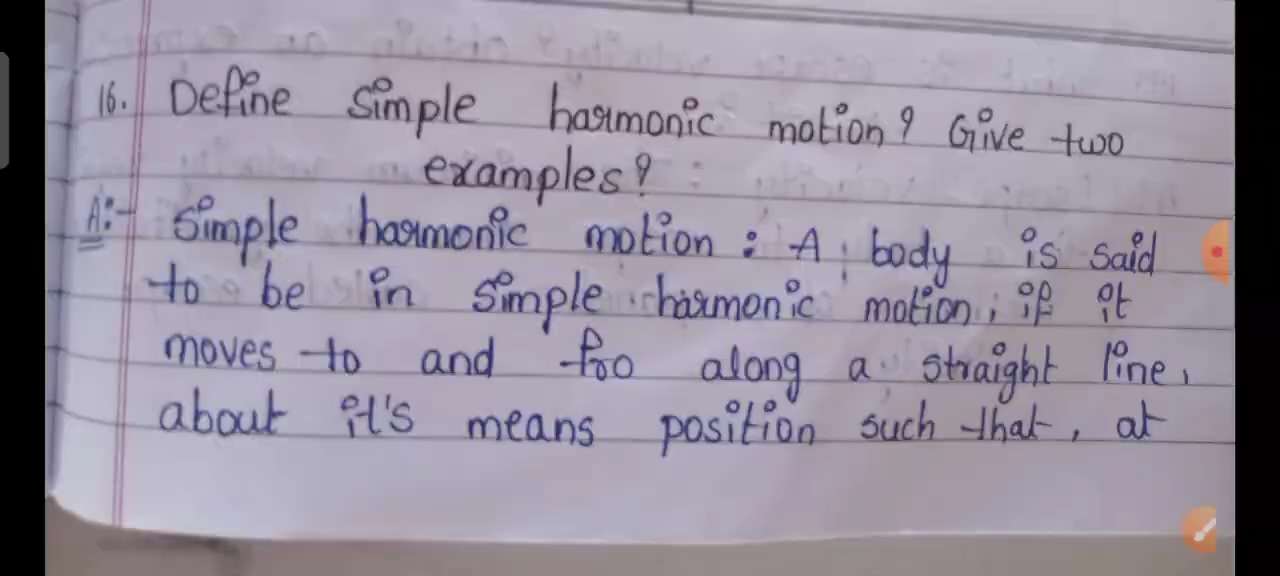 16. Define simple harmonic motion? Give two
examples?
A:- Simple harmonic motion : A body is said
to be in simple harmonic motion, if it
moves to and fro along a straight line,
about it's means position such that, at